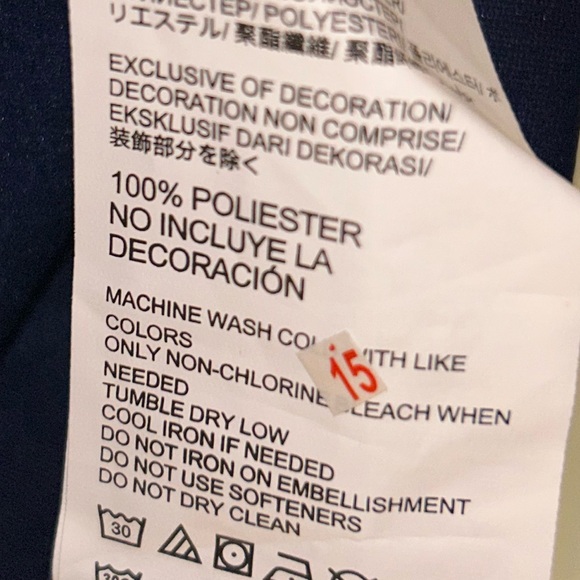 POLYESTER/
リエステル/ 聚酯纖維/ 聚酯
EXCLUSIVE OF DECORATION/
DECORATION NON COMPRISE/
EKSKLUSIF DARI DEKORASI/
装飾部分を除く
100% POLIESTER
NO INCLUYE LA
DECORACIÓN
MACHINE WASH WITH LIKE
COLORS
ONLY NON-CHLORINE BLEACH WHEN
NEEDED
TUMBLE DRY LOW
COOL IRON IF NEEDED
DO NOT IRON ON EMBELLISHMENT
DO NOT USE SOFTENERS
DO NOT DRY CLEAN
15
30